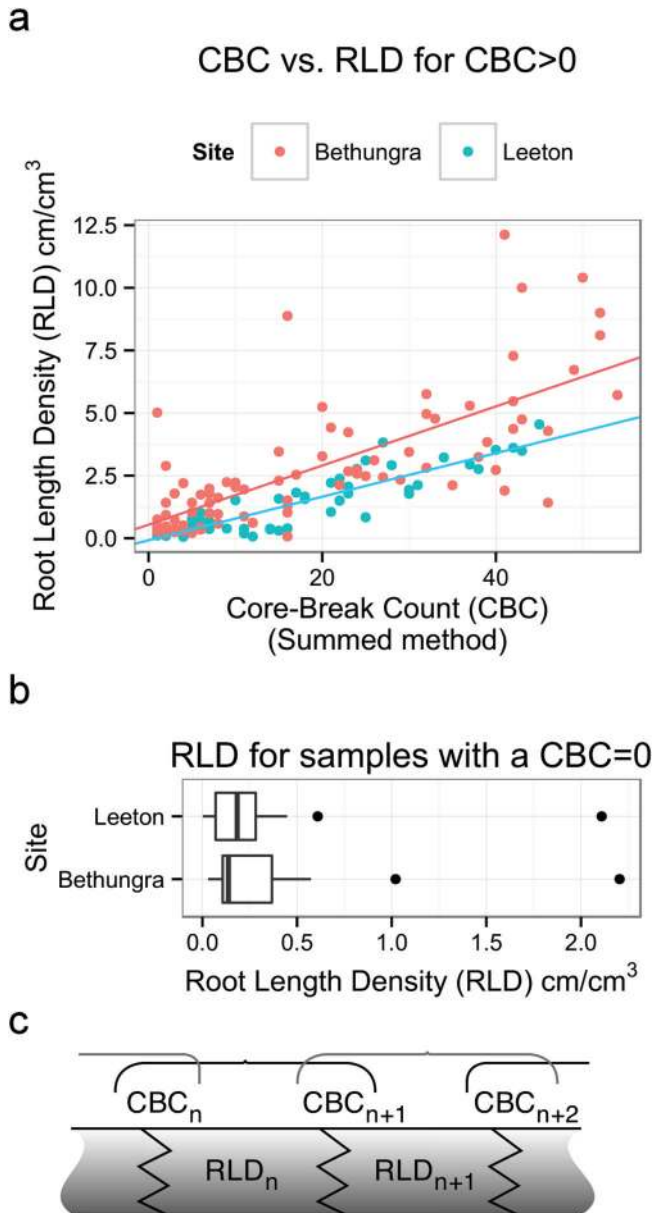 a
CBC vs. RLD for CBC>0
Site Bethungra Leeton
Root Length Density (RLD) cm/cm³
12.5
10.0
7.5
5.0
2.5
0.0
0 20 40
Core-Break Count (CBC)
(Summed method)
b
RLD for samples with a CBC=0
Site
Leeton
Bethungra
0.0 0.5 1.0 1.5 2.0
Root Length Density (RLD) cm/cm³
c
CBCₙ CBCₙ₊₁ CBCₙ₊₂
RLDₙ RLDₙ₊₁